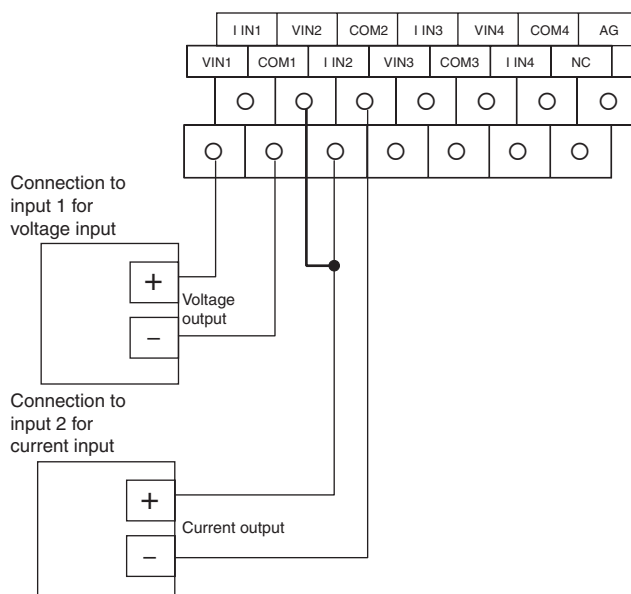 I IN1 VIN2 COM2 I IN3 VIN4 COM4 AG
VIN1 COM1 I IN2 VIN3 COM3 I IN4 NC
Connection to
input 1 for
voltage input
+
Voltage
output
−
Connection to
input 2 for
current input
+
Current output
−